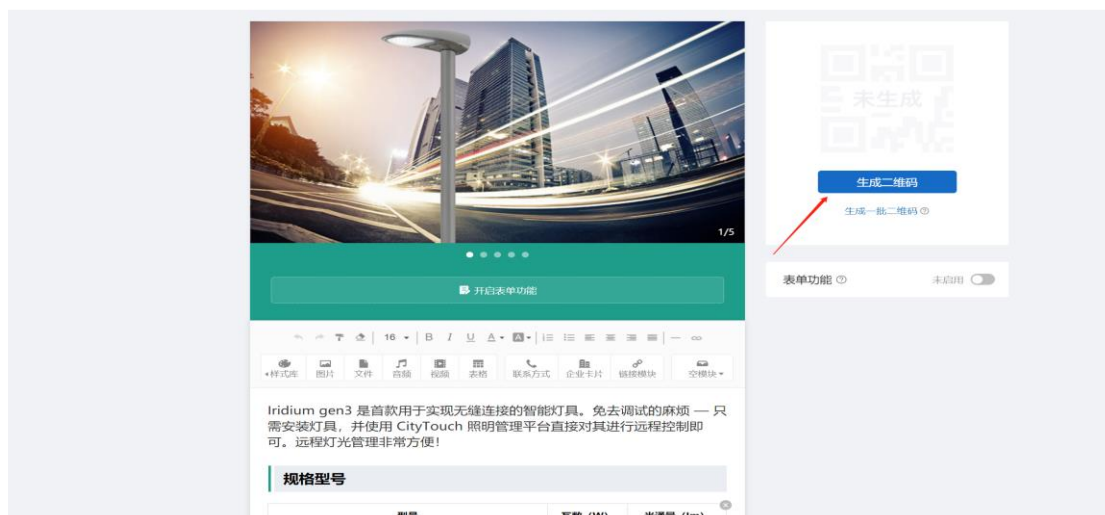 1/5
开启表单功能
16 B I U A A
样式库 图片 文件 音频 视频 表格 联系方式 企业卡片 链接模块 空模块
Iridium gen3 是首款用于实现无缝连接的智能灯具。免去调试的麻烦 — 只
需安装灯具，并使用 CityTouch 照明管理平台直接对其进行远程控制即
可。远程灯光管理非常方便！
规格型号
型号 瓦数（W） 光通量（lm）
未生成
生成二维码
生成一批二维码
表单功能 未启用